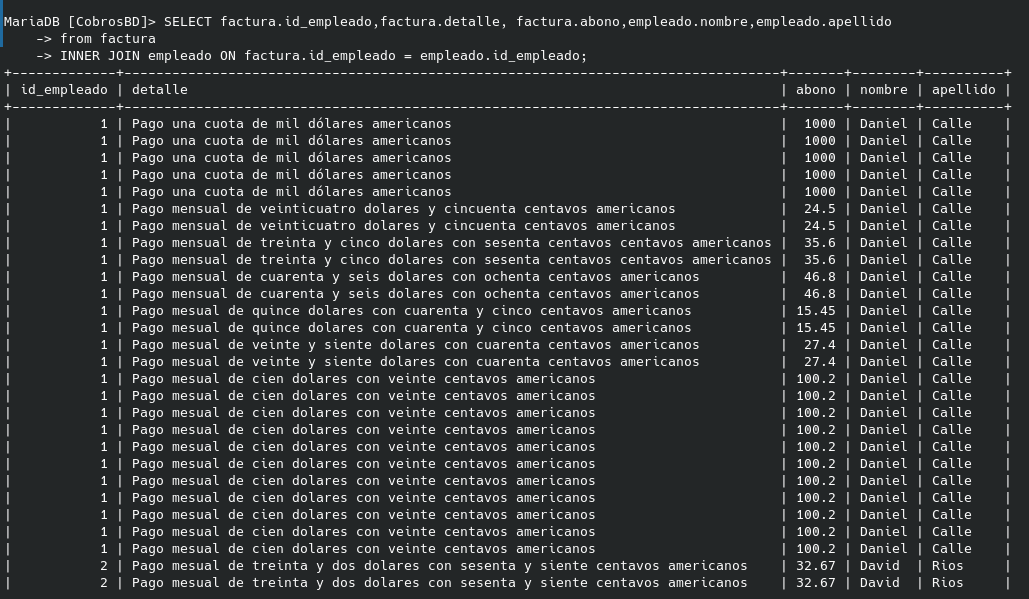 MariaDB [CobrosBD]> SELECT factura.id_empleado,factura.detalle, factura.abono,empleado.nombre,empleado.apellido
    -> from factura
    -> INNER JOIN empleado ON factura.id_empleado = empleado.id_empleado;
+-------------+----------------------------------------------------------------------------------+-------+--------+----------+
| id_empleado | detalle                                                                          | abono | nombre | apellido |
+-------------+----------------------------------------------------------------------------------+-------+--------+----------+
|           1 | Pago una cuota de mil dólares americanos                                         |  1000 | Daniel | Calle    |
|           1 | Pago una cuota de mil dólares americanos                                         |  1000 | Daniel | Calle    |
|           1 | Pago una cuota de mil dólares americanos                                         |  1000 | Daniel | Calle    |
|           1 | Pago una cuota de mil dólares americanos                                         |  1000 | Daniel | Calle    |
|           1 | Pago una cuota de mil dólares americanos                                         |  1000 | Daniel | Calle    |
|           1 | Pago mensual de veinticuatro dolares y cincuenta centavos americanos             |  24.5 | Daniel | Calle    |
|           1 | Pago mensual de veinticuatro dolares y cincuenta centavos americanos             |  24.5 | Daniel | Calle    |
|           1 | Pago mensual de treinta y cinco dolares con sesenta centavos centavos americanos |  35.6 | Daniel | Calle    |
|           1 | Pago mensual de treinta y cinco dolares con sesenta centavos centavos americanos |  35.6 | Daniel | Calle    |
|           1 | Pago mensual de cuarenta y seis dolares con ochenta centavos americanos          |  46.8 | Daniel | Calle    |
|           1 | Pago mensual de cuarenta y seis dolares con ochenta centavos americanos          |  46.8 | Daniel | Calle    |
|           1 | Pago mesual de quince dolares con cuarenta y cinco centavos americanos           | 15.45 | Daniel | Calle    |
|           1 | Pago mesual de quince dolares con cuarenta y cinco centavos americanos           | 15.45 | Daniel | Calle    |
|           1 | Pago mesual de veinte y siente dolares con cuarenta centavos americanos          |  27.4 | Daniel | Calle    |
|           1 | Pago mesual de veinte y siente dolares con cuarenta centavos americanos          |  27.4 | Daniel | Calle    |
|           1 | Pago mesual de cien dolares con veinte centavos americanos                       | 100.2 | Daniel | Calle    |
|           1 | Pago mesual de cien dolares con veinte centavos americanos                       | 100.2 | Daniel | Calle    |
|           1 | Pago mesual de cien dolares con veinte centavos americanos                       | 100.2 | Daniel | Calle    |
|           1 | Pago mesual de cien dolares con veinte centavos americanos                       | 100.2 | Daniel | Calle    |
|           1 | Pago mesual de cien dolares con veinte centavos americanos                       | 100.2 | Daniel | Calle    |
|           1 | Pago mesual de cien dolares con veinte centavos americanos                       | 100.2 | Daniel | Calle    |
|           1 | Pago mesual de cien dolares con veinte centavos americanos                       | 100.2 | Daniel | Calle    |
|           1 | Pago mesual de cien dolares con veinte centavos americanos                       | 100.2 | Daniel | Calle    |
|           1 | Pago mesual de cien dolares con veinte centavos americanos                       | 100.2 | Daniel | Calle    |
|           1 | Pago mesual de cien dolares con veinte centavos americanos                       | 100.2 | Daniel | Calle    |
|           1 | Pago mesual de cien dolares con veinte centavos americanos                       | 100.2 | Daniel | Calle    |
|           2 | Pago mesual de treinta y dos dolares con sesenta y siente centavos americanos    | 32.67 | David  | Rios     |
|           2 | Pago mesual de treinta y dos dolares con sesenta y siente centavos americanos    | 32.67 | David  | Rios     |